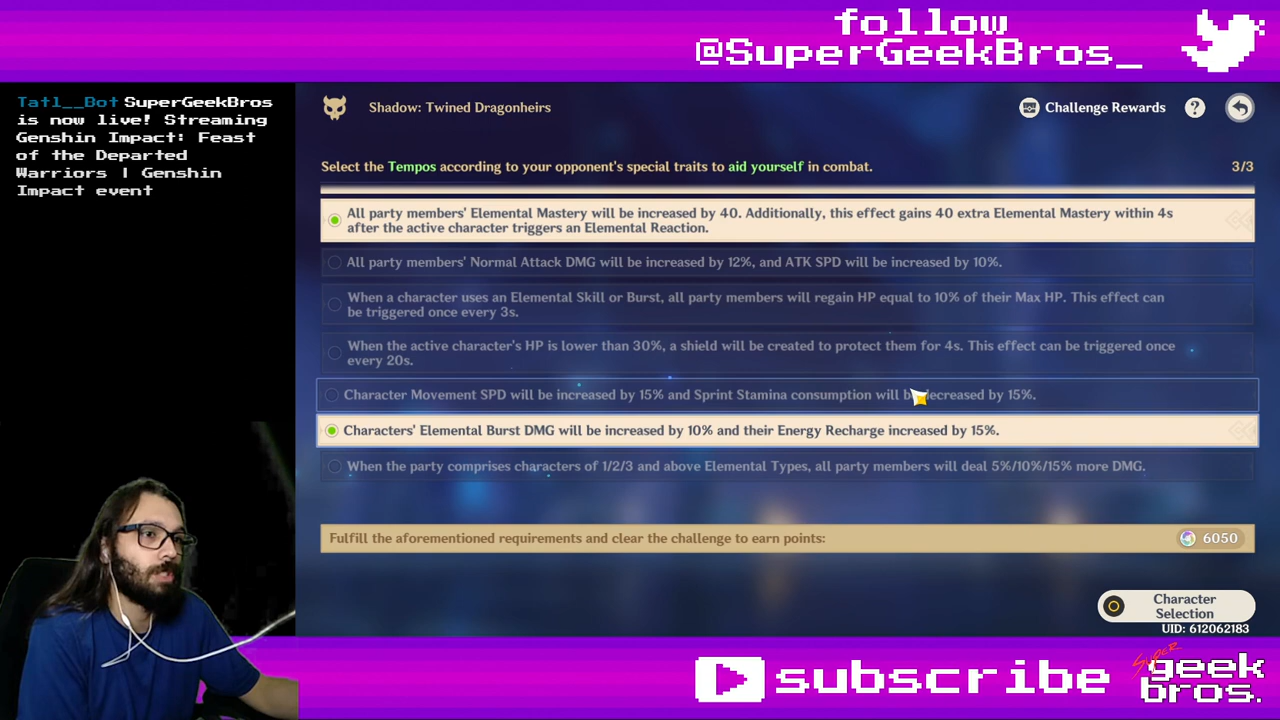 follow
@SuperGeekBros_
Tatl__Bot SuperGeekBros
is now live! Streaming
Genshin Impact: Feast
of the Departed
Warriors | Genshin
Impact event
Shadow: Twined Dragonheirs
Challenge Rewards
?
Select the Tempos according to your opponent's special traits to aid yourself in combat.
3/3
All party members' Elemental Mastery will be increased by 40. Additionally, this effect gains 40 extra Elemental Mastery within 4s
after the active character triggers an Elemental Reaction.
All party members' Normal Attack DMG will be increased by 12%, and ATK SPD will be increased by 10%.
When a character uses an Elemental Skill or Burst, all party members will regain HP equal to 10% of their Max HP. This effect can
be triggered once every 3s.
When the active character's HP is lower than 30%, a shield will be created to protect them for 4s. This effect can be triggered once
every 20s.
Character Movement SPD will be increased by 15% and Sprint Stamina consumption will be decreased by 15%.
Characters' Elemental Burst DMG will be increased by 10% and their Energy Recharge increased by 15%.
When the party comprises characters of 1/2/3 and above Elemental Types, all party members will deal 5%/10%/15% more DMG.
Fulfill the aforementioned requirements and clear the challenge to earn points:
6050
Character
Selection
UID: 612062183
subscribe
Super
geek
bros.